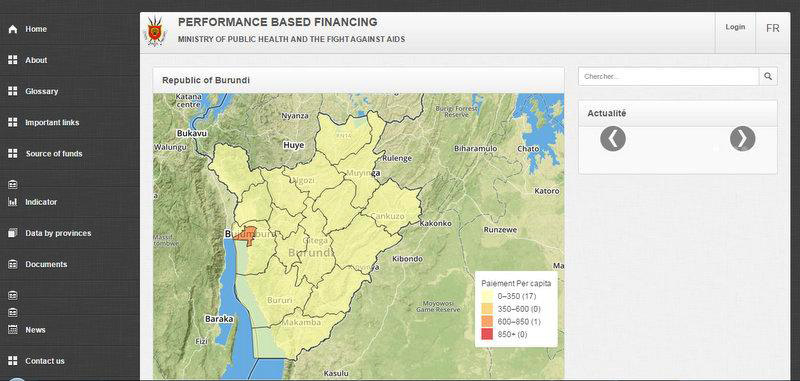 PERFORMANCE BASED FINANCING
MINISTRY OF PUBLIC HEALTH AND THE FIGHT AGAINST AIDS
Login
FR
Home
About
Glossary
Important links
Source of funds
Indicator
Data by provinces
Documents
News
Contact us
Republic of Burundi
Katana
centre
Bukavu
Walungu
Nyanza
Huye
Burigi Forrest
Reserve
Rulenge
Biharamulo
Chato
Ngozi
Muyinga
Katoro
Cankuzo
Kakonko
Runzewe
Bujumbura
Gitega
Burundi
Kibondo
Ma
Bururi
Makamba
Baraka
Fizi
Moyowosi
Game Reserve
Kasulu
Paiement Per capita
0–350 (17)
350–600 (0)
600–850 (1)
850+ (0)
Chercher...
Actualité